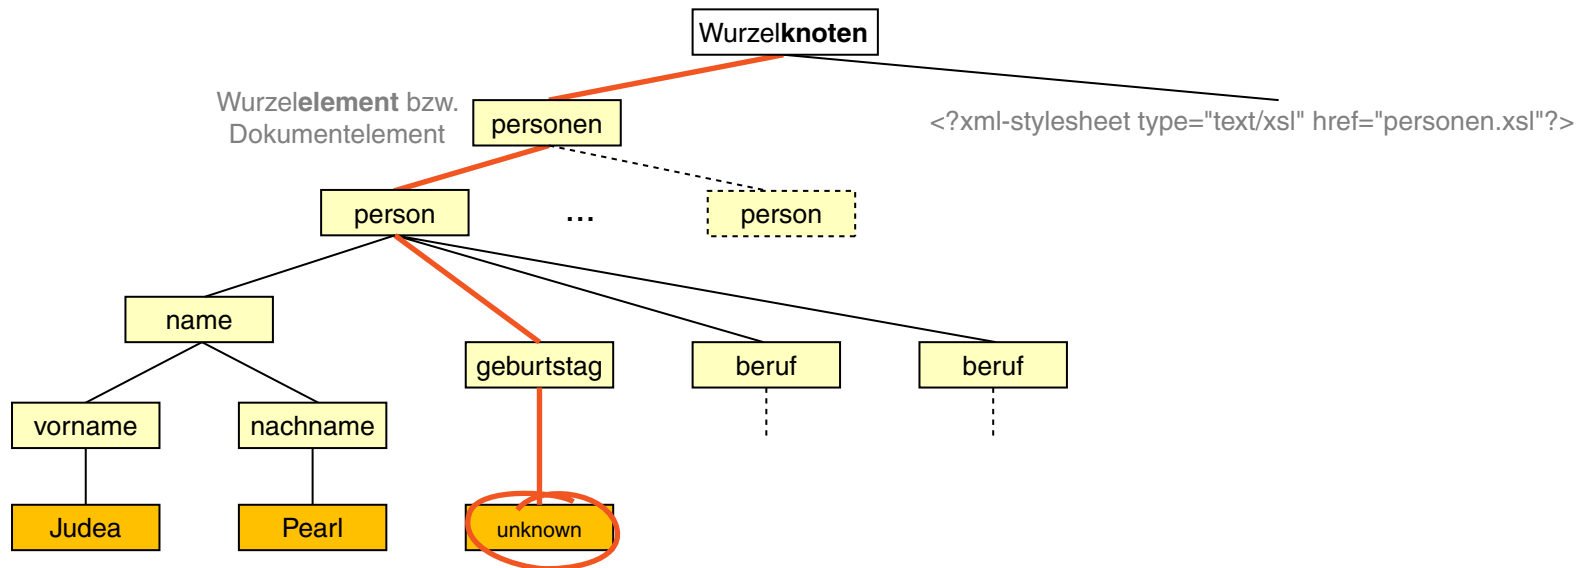 Wurzelknoten
Wurzelelement bzw.
Dokumentelement
personen
<?xml-stylesheet type="text/xsl" href="personen.xsl"?>
person
...
person
name
geburtstag
beruf
beruf
vorname
nachname
Judea
Pearl
unknown